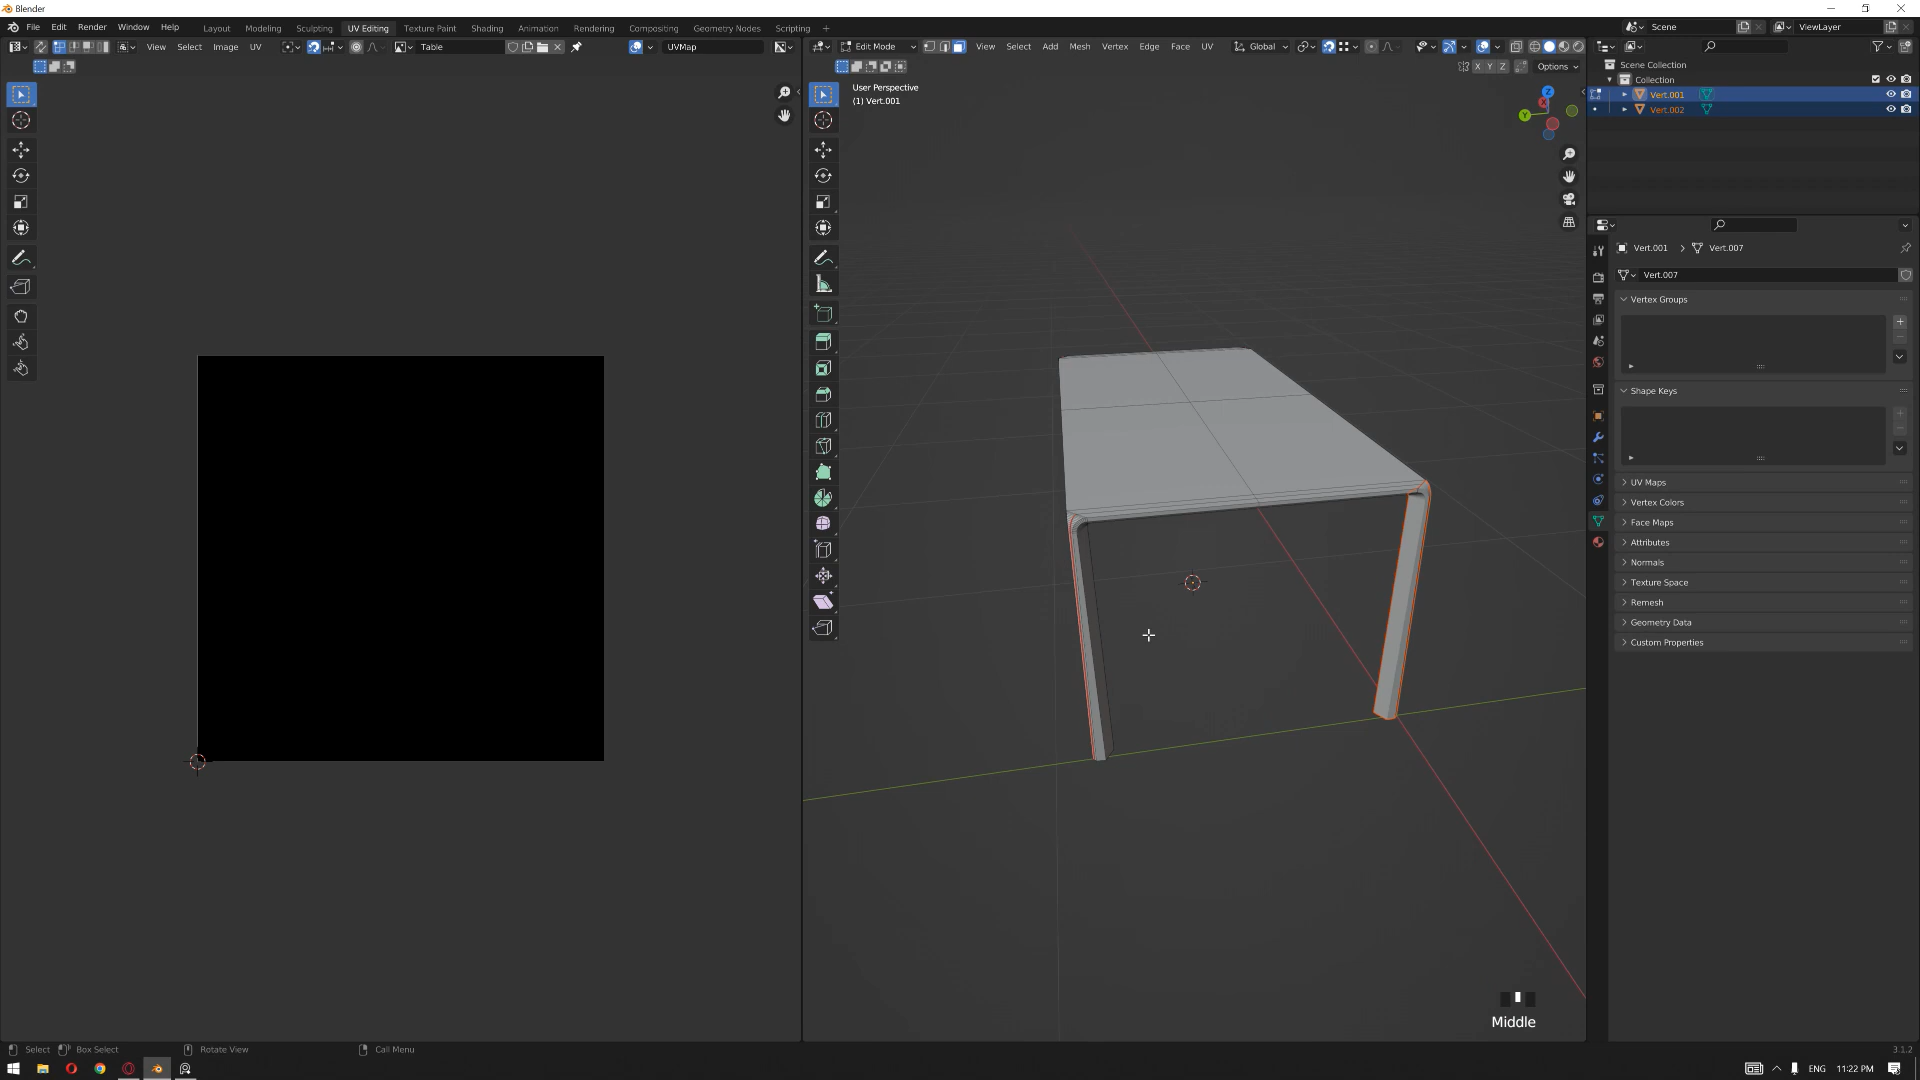 Blender
File Edit Render Window Help Layout Modeling Sculpting UV Editing Texture Paint Shading Animation Rendering Compositing Geometry Nodes Scripting + Scene ViewLayer
View Select Image UV Table UVMap Edit Mode View Select Add Mesh Vertex Edge Face UV Global
X Y Z Options
Scene Collection
Collection
Vert.001
Vert.002
User Perspective
(1) Vert.001
Z
X
Y
Vert.001 > Vert.007
Vert.007
Vertex Groups
Shape Keys
UV Maps
Vertex Colors
Face Maps
Attributes
Normals
Texture Space
Remesh
Geometry Data
Custom Properties
Middle
Select Box Select Rotate View Call Menu 3.1.2
ENG 11:22 PM